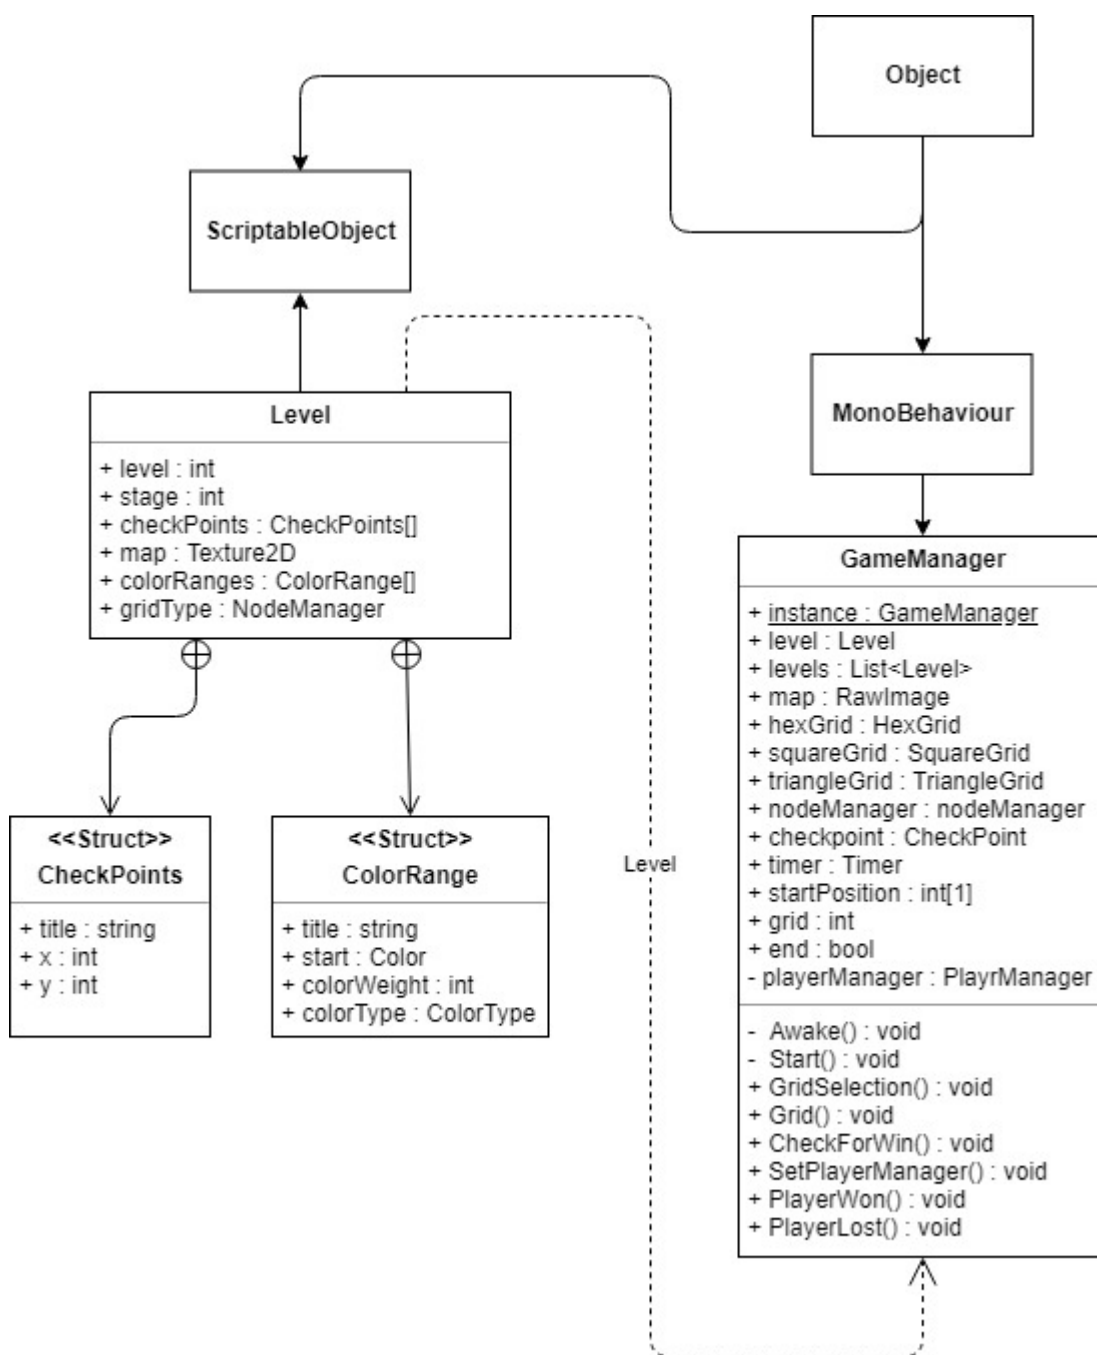 Object
ScriptableObject
MonoBehaviour
Level
+ level : int
+ stage : int
+ checkPoints : CheckPoints[]
+ map : Texture2D
+ colorRanges : ColorRange[]
+ gridType : NodeManager
<<Struct>>
CheckPoints
+ title : string
+ x : int
+ y : int
<<Struct>>
ColorRange
+ title : string
+ start : Color
+ colorWeight : int
+ colorType : ColorType
Level
GameManager
+ instance : GameManager
+ level : Level
+ levels : List<Level>
+ map : RawImage
+ hexGrid : HexGrid
+ squareGrid : SquareGrid
+ triangleGrid : TriangleGrid
+ nodeManager : nodeManager
+ checkpoint : CheckPoint
+ timer : Timer
+ startPosition : int[1]
+ grid : int
+ end : bool
- playerManager : PlayrManager
- Awake() : void
- Start() : void
+ GridSelection() : void
+ Grid() : void
+ CheckForWin() : void
+ SetPlayerManager() : void
+ PlayerWon() : void
+ PlayerLost() : void